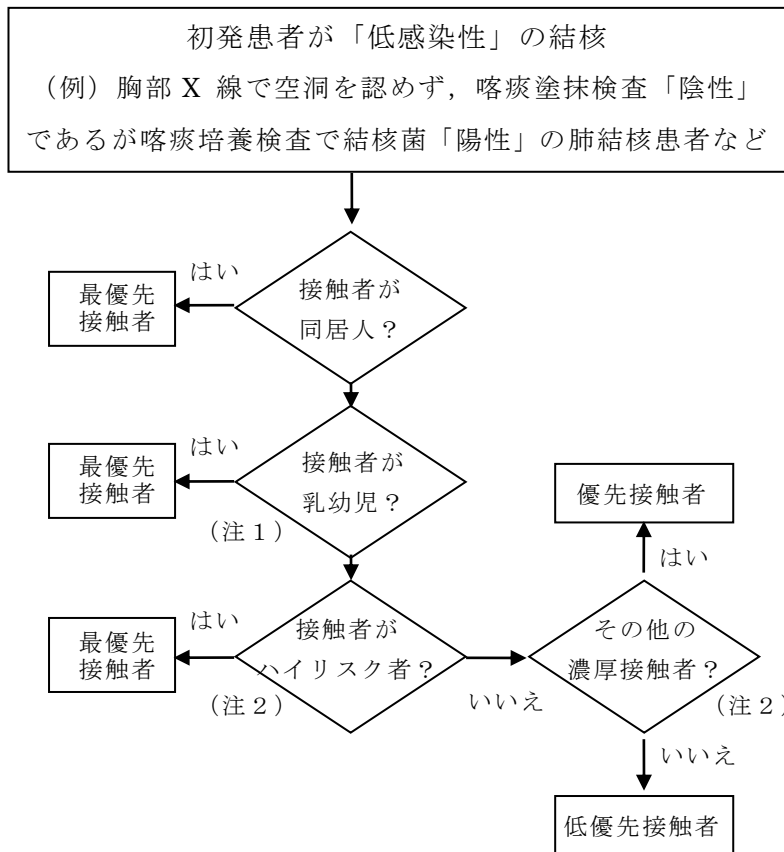 初発患者が「低感染性」の結核
（例）胸部 X 線で空洞を認めず，喀痰塗抹検査「陰性」
であるが喀痰培養検査で結核菌「陽性」の肺結核患者など
はい
最優先
接触者
接触者が
同居人？
はい
最優先
接触者
接触者が
乳幼児？
（注１）
優先接触者
はい
はい
最優先
接触者
接触者が
ハイリスク者？
（注２）
いいえ
その他の
濃厚接触者？
（注２）
いいえ
低優先接触者